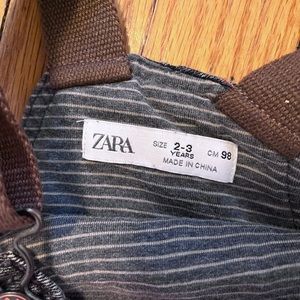 ZARA
SIZE 2-3 YEARS CM 98
MADE IN CHINA